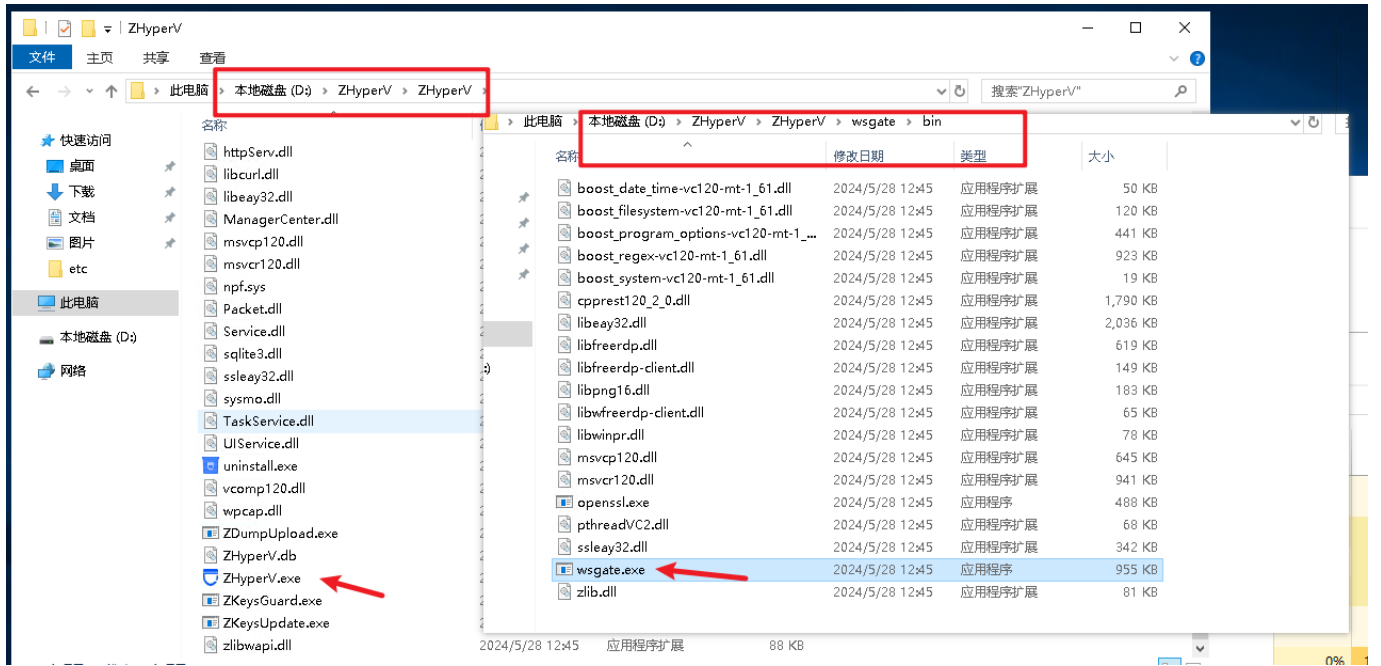 ZHyperV
文件 主页 共享 查看
此电脑 > 本地磁盘 (D:) > ZHyperV > ZHyperV >
搜索"ZHyperV"
快速访问
桌面
下载
文档
图片
etc
此电脑
本地磁盘 (D:)
网络
名称
httpServ.dll
libcurl.dll
libeay32.dll
ManagerCenter.dll
msvcp120.dll
msvcr120.dll
npf.sys
Packet.dll
Service.dll
sqlite3.dll
ssleay32.dll
sysmo.dll
TaskService.dll
UIService.dll
uninstall.exe
vcomp120.dll
wpcap.dll
ZDumpUpload.exe
ZHyperV.db
ZHyperV.exe
ZKeysGuard.exe
ZKeysUpdate.exe
zlibwapi.dll 2024/5/28 12:45 应用程序扩展 88 KB
> 此电脑 > 本地磁盘 (D:) > ZHyperV > ZHyperV > wsgate > bin
名称 修改日期 类型 大小
boost_date_time-vc120-mt-1_61.dll 2024/5/28 12:45 应用程序扩展 50 KB
boost_filesystem-vc120-mt-1_61.dll 2024/5/28 12:45 应用程序扩展 120 KB
boost_program_options-vc120-mt-1_... 2024/5/28 12:45 应用程序扩展 441 KB
boost_regex-vc120-mt-1_61.dll 2024/5/28 12:45 应用程序扩展 923 KB
boost_system-vc120-mt-1_61.dll 2024/5/28 12:45 应用程序扩展 19 KB
cpprest120_2_0.dll 2024/5/28 12:45 应用程序扩展 1,790 KB
libeay32.dll 2024/5/28 12:45 应用程序扩展 2,036 KB
libfreerdp.dll 2024/5/28 12:45 应用程序扩展 619 KB
libfreerdp-client.dll 2024/5/28 12:45 应用程序扩展 149 KB
libpng16.dll 2024/5/28 12:45 应用程序扩展 183 KB
libwfreerdp-client.dll 2024/5/28 12:45 应用程序扩展 65 KB
libwinpr.dll 2024/5/28 12:45 应用程序扩展 78 KB
msvcp120.dll 2024/5/28 12:45 应用程序扩展 645 KB
msvcr120.dll 2024/5/28 12:45 应用程序扩展 941 KB
openssl.exe 2024/5/28 12:45 应用程序 488 KB
pthreadVC2.dll 2024/5/28 12:45 应用程序扩展 68 KB
ssleay32.dll 2024/5/28 12:45 应用程序扩展 342 KB
wsgate.exe 2024/5/28 12:45 应用程序 955 KB
zlib.dll 2024/5/28 12:45 应用程序扩展 81 KB
0%